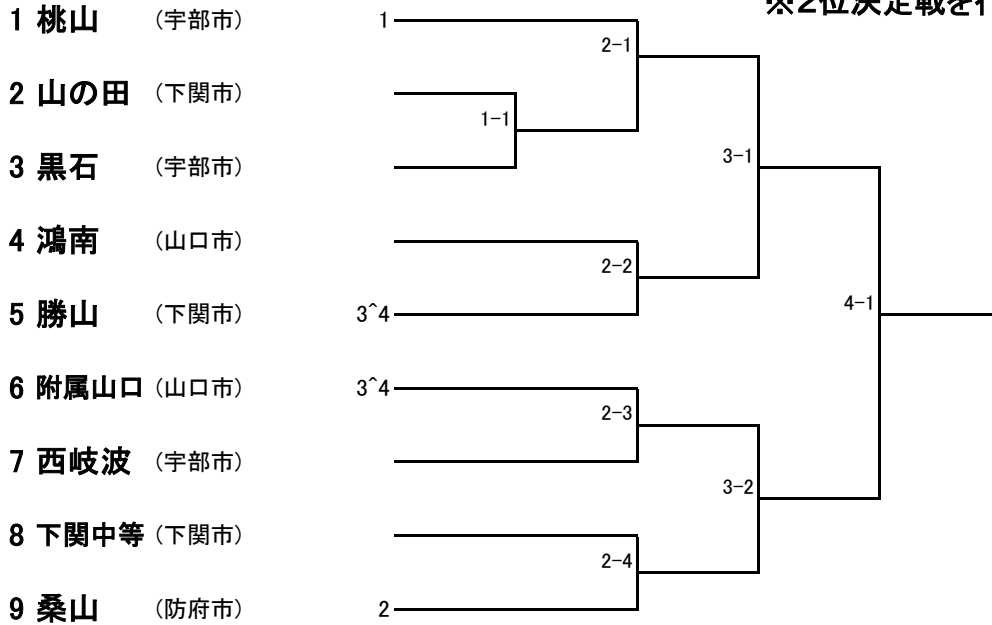 ※2位決定戦を
1 桃山 (宇部市) 1
2-1
2 山の田 (下関市)
1-1
3 黒石 (宇部市)
3-1
4 鴻南 (山口市)
2-2
5 勝山 (下関市) 3^4
4-1
6 附属山口 (山口市) 3^4
2-3
7 西岐波 (宇部市)
3-2
8 下関中等 (下関市)
2-4
9 桑山 (防府市) 2